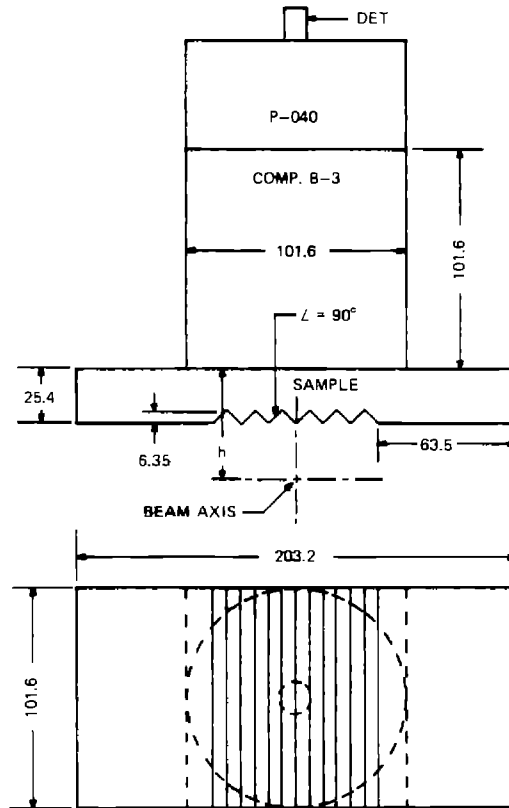 DET
P-040
COMP. B-3
101.6
101.6
∠ = 90°
25.4
SAMPLE
6.35
h
63.5
BEAM AXIS
203.2
101.6